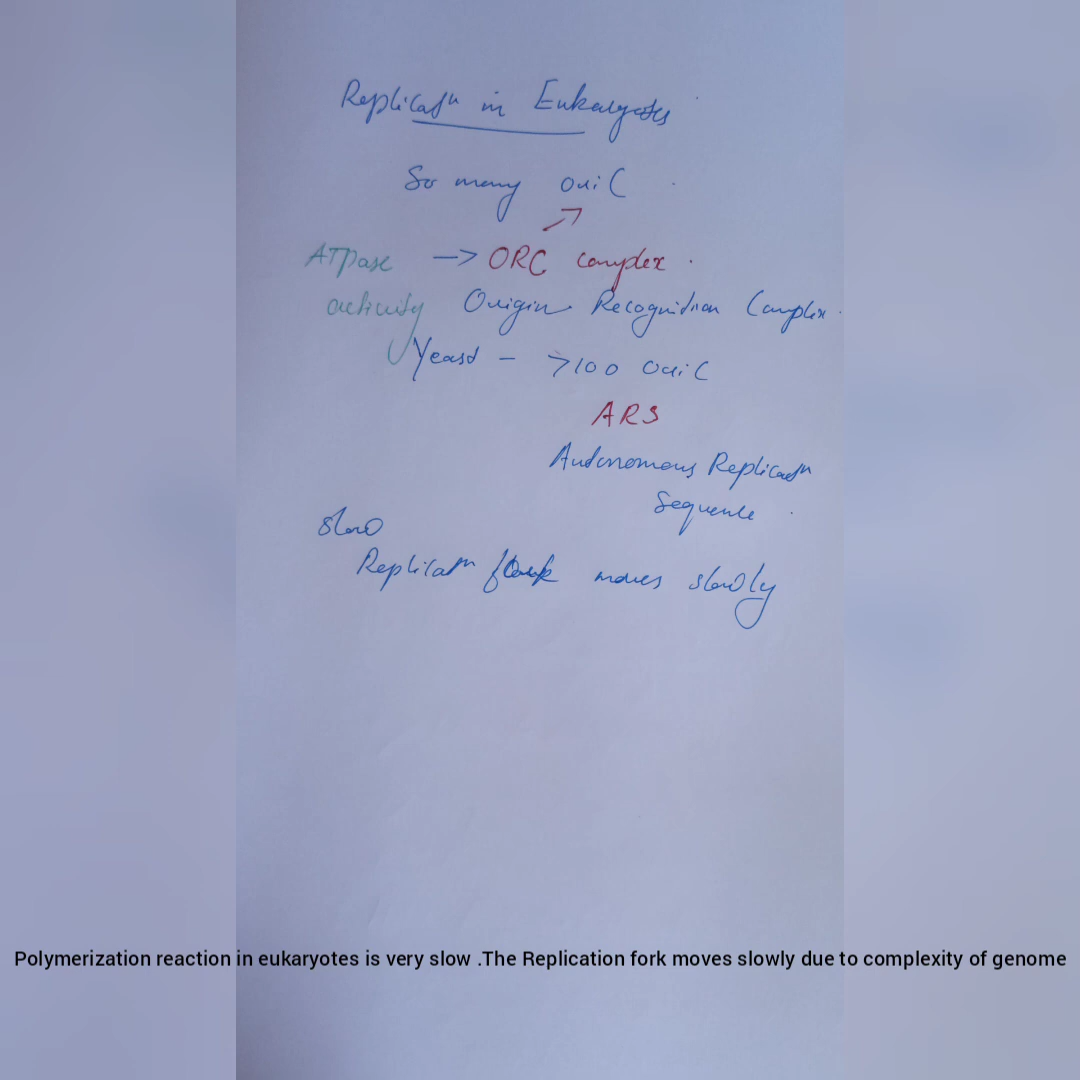 Replicatn in Eukaryotes
So many OriC
ATPase → ORC complex.
activity Origin Recognition Complex.
Yeast - >100 OriC
ARS
Autonomous Replicatn
Sequence
slow
Replicatn fork moves slowly
Polymerization reaction in eukaryotes is very slow .The Replication fork moves slowly due to complexity of genome